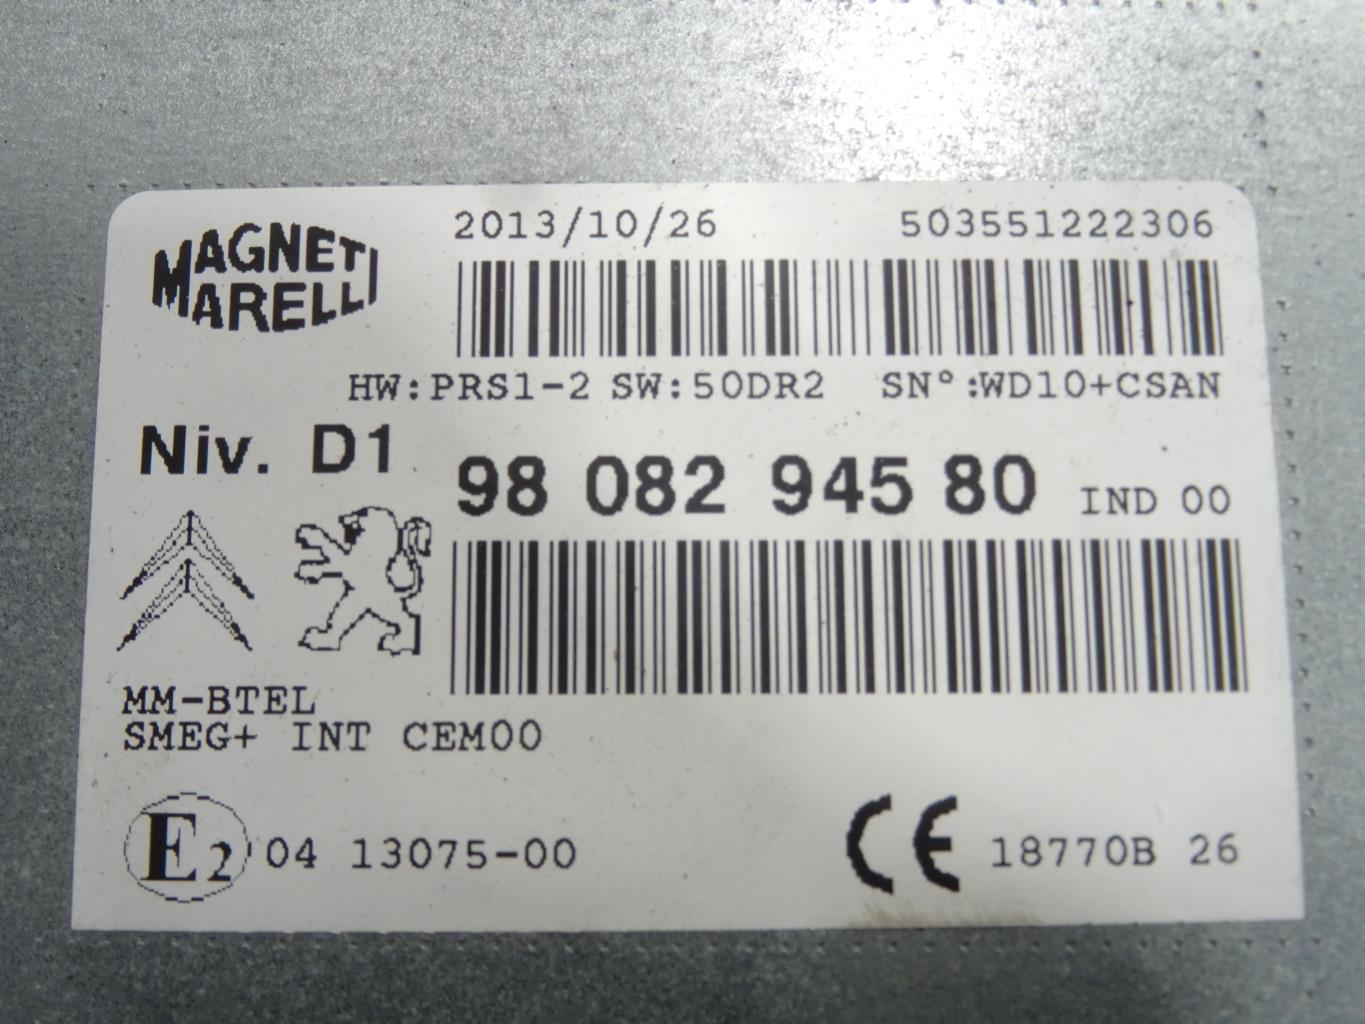 MAGNETI
MARELLI
2013/10/26 503551222306
HW:PRS1-2 SW:50DR2 SN°:WD10+CSAN
Niv. D1
98 082 945 80 IND 00
MM-BTEL
SMEG+ INT CEM00
E2 04 13075-00
CE 18770B 26